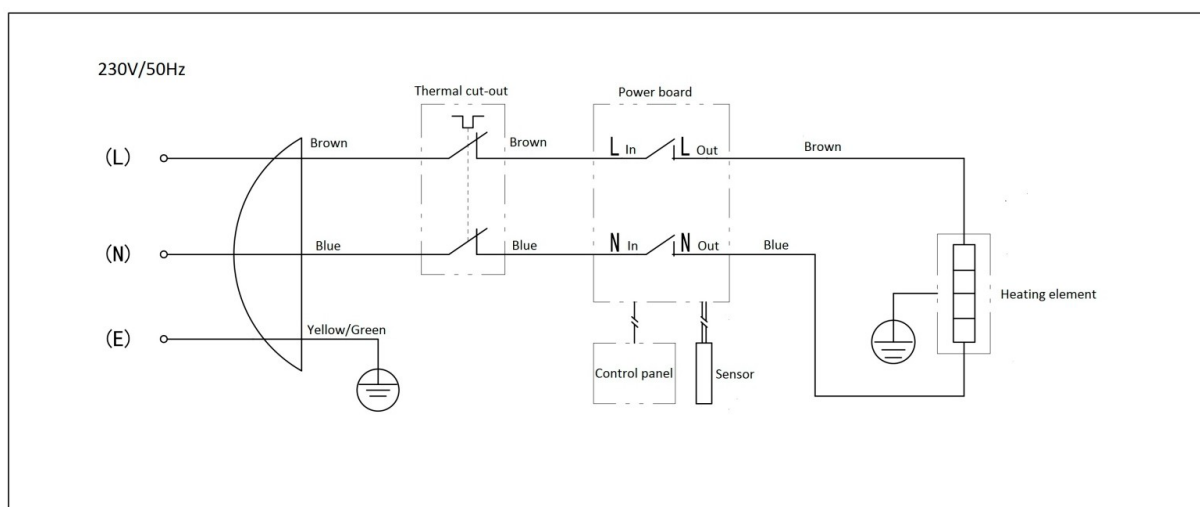 230V/50Hz
Thermal cut-out
Power board
(L)
Brown
Brown
L In
L Out
Brown
(N)
Blue
Blue
N In
N Out
Blue
Heating element
(E)
Yellow/Green
Control panel
Sensor